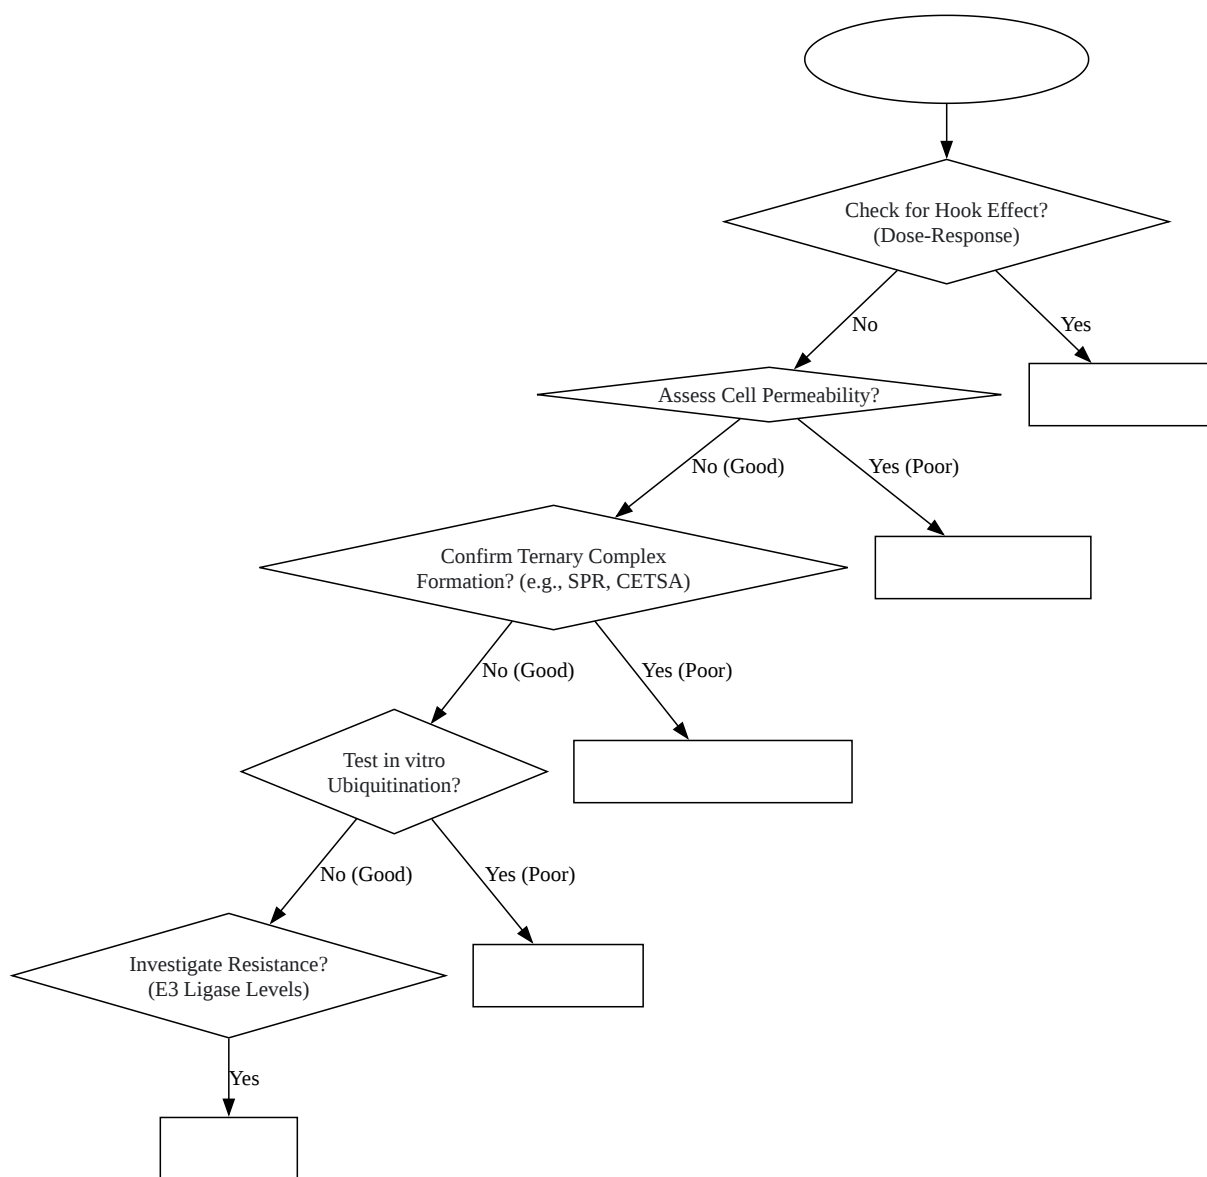 Check for Hook Effect?
(Dose-Response)
No
Yes
Assess Cell Permeability?
No (Good)
Yes (Poor)
Confirm Ternary Complex
Formation? (e.g., SPR, CETSA)
No (Good)
Yes (Poor)
Test in vitro
Ubiquitination?
No (Good)
Yes (Poor)
Investigate Resistance?
(E3 Ligase Levels)
Yes